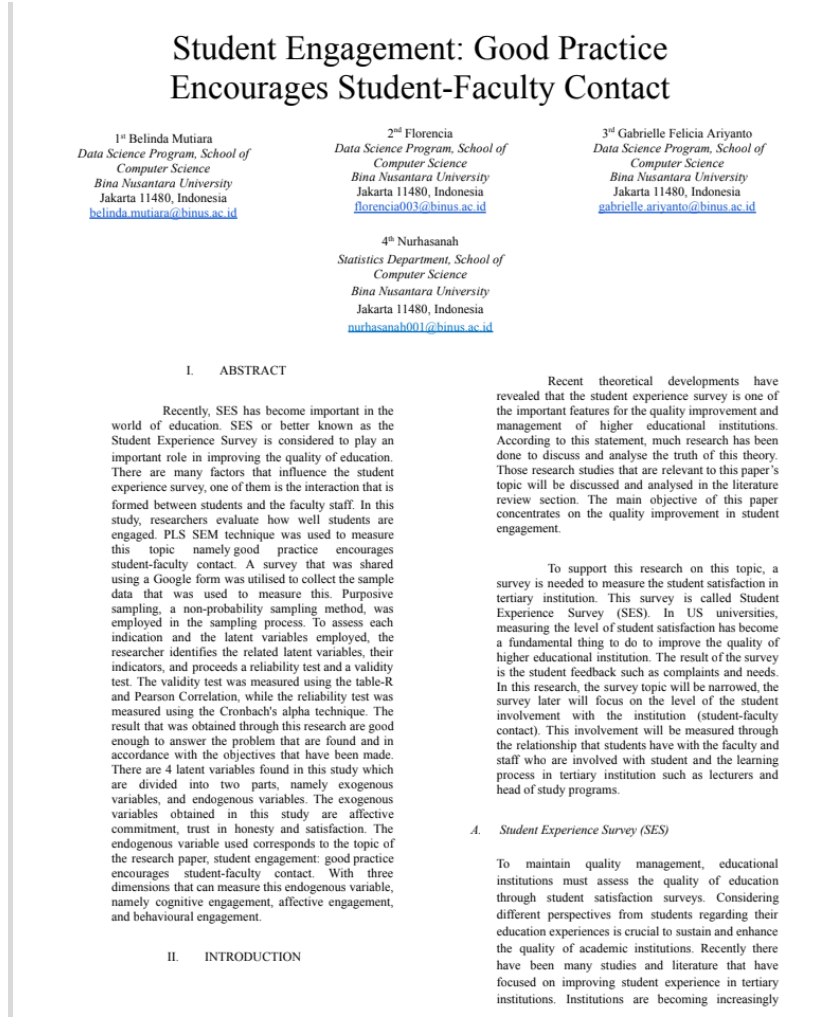 Student Engagement: Good Practice
Encourages Student-Faculty Contact
1st Belinda Mutiara
Data Science Program, School of
Computer Science
Bina Nusantara University
Jakarta 11480, Indonesia
belinda.mutiara@binus.ac.id
2nd Florencia
Data Science Program, School of
Computer Science
Bina Nusantara University
Jakarta 11480, Indonesia
florencia003@binus.ac.id
3rd Gabrielle Felicia Ariyanto
Data Science Program, School of
Computer Science
Bina Nusantara University
Jakarta 11480, Indonesia
gabrielle.ariyanto@binus.ac.id
4th Nurhasanah
Statistics Department, School of
Computer Science
Bina Nusantara University
Jakarta 11480, Indonesia
nurhasanah001@binus.ac.id
I. ABSTRACT
Recently, SES has become important in the
world of education. SES or better known as the
Student Experience Survey is considered to play an
important role in improving the quality of education.
There are many factors that influence the student
experience survey, one of them is the interaction that is
formed between students and the faculty staff. In this
study, researchers evaluate how well students are
engaged. PLS SEM technique was used to measure
this topic namely good practice encourages
student-faculty contact. A survey that was shared
using a Google form was utilised to collect the sample
data that was used to measure this. Purposive
sampling, a non-probability sampling method, was
employed in the sampling process. To assess each
indication and the latent variables employed, the
researcher identifies the related latent variables, their
indicators, and proceeds a reliability test and a validity
test. The validity test was measured using the table-R
and Pearson Correlation, while the reliability test was
measured using the Cronbach's alpha technique. The
result that was obtained through this research are good
enough to answer the problem that are found and in
accordance with the objectives that have been made.
There are 4 latent variables found in this study which
are divided into two parts, namely exogenous
variables, and endogenous variables. The exogenous
variables obtained in this study are affective
commitment, trust in honesty and satisfaction. The
endogenous variable used corresponds to the topic of
the research paper, student engagement: good practice
encourages student-faculty contact. With three
dimensions that can measure this endogenous variable,
namely cognitive engagement, affective engagement,
and behavioural engagement.
II. INTRODUCTION
Recent theoretical developments have
revealed that the student experience survey is one of
the important features for the quality improvement and
management of higher educational institutions.
According to this statement, much research has been
done to discuss and analyse the truth of this theory.
Those research studies that are relevant to this paper's
topic will be discussed and analysed in the literature
review section. The main objective of this paper
concentrates on the quality improvement in student
engagement.
To support this research on this topic, a
survey is needed to measure the student satisfaction in
tertiary institution. This survey is called Student
Experience Survey (SES). In US universities,
measuring the level of student satisfaction has become
a fundamental thing to do to improve the quality of
higher educational institution. The result of the survey
is the student feedback such as complaints and needs.
In this research, the survey topic will be narrowed, the
survey later will focus on the level of the student
involvement with the institution (student-faculty
contact). This involvement will be measured through
the relationship that students have with the faculty and
staff who are involved with student and the learning
process in tertiary institution such as lecturers and
head of study programs.
A. Student Experience Survey (SES)
To maintain quality management, educational
institutions must assess the quality of education
through student satisfaction surveys. Considering
different perspectives from students regarding their
education experiences is crucial to sustain and enhance
the quality of academic institutions. Recently there
have been many studies and literature that have
focused on improving student experience in tertiary
institutions. Institutions are becoming increasingly